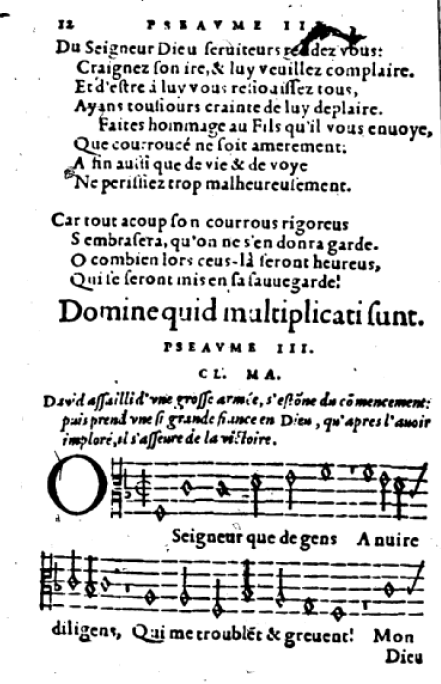 12 PSEAVME II.
Du Seigneur Dieu seruiteurs rendez vous:
Craignez son ire, & luy veuillez complaire.
Et d'estre à luy vous resiouissez tous,
Ayans tousiours crainte de luy deplaire.
Faites hommage au Fils qu'il vous enuoye,
Que courroucé ne soit amerement:
A fin aussi que de vie & de voye
Ne perissiez trop malheureusement.
Car tout acoup son courrous rigoreus
S'embrasera, qu'on ne s'en donra garde.
O combien lors ceus-là seront heureus,
Qui se seront mis en sa sauuegarde!
Domine quid multiplicati sunt.
PSEAVME III.
CL. MA.
Dauid assailli d'vne grosse armée, s'estōne du cōmencement:
puis prend vne si grande fiance en Dieu, qu'apres l'auoir
imploré, il s'asseure de la victoire.
O Seigneur que de gens A nuire
diligens, Qui me troublēt & greuent! Mon
Dieu